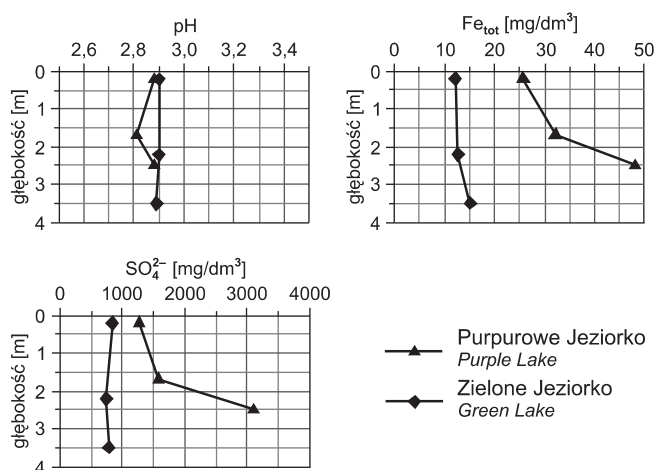 pH
2,6 2,8 3,0 3,2 3,4
0
1
2
3
4
głębokość [m]
Fetot [mg/dm³]
0 10 20 30 40 50
0
1
2
3
4
głębokość [m]
SO₄²⁻ [mg/dm³]
0 1000 2000 3000 4000
0
1
2
3
4
głębokość [m]
Purpurowe Jeziorko
Purple Lake
Zielone Jeziorko
Green Lake